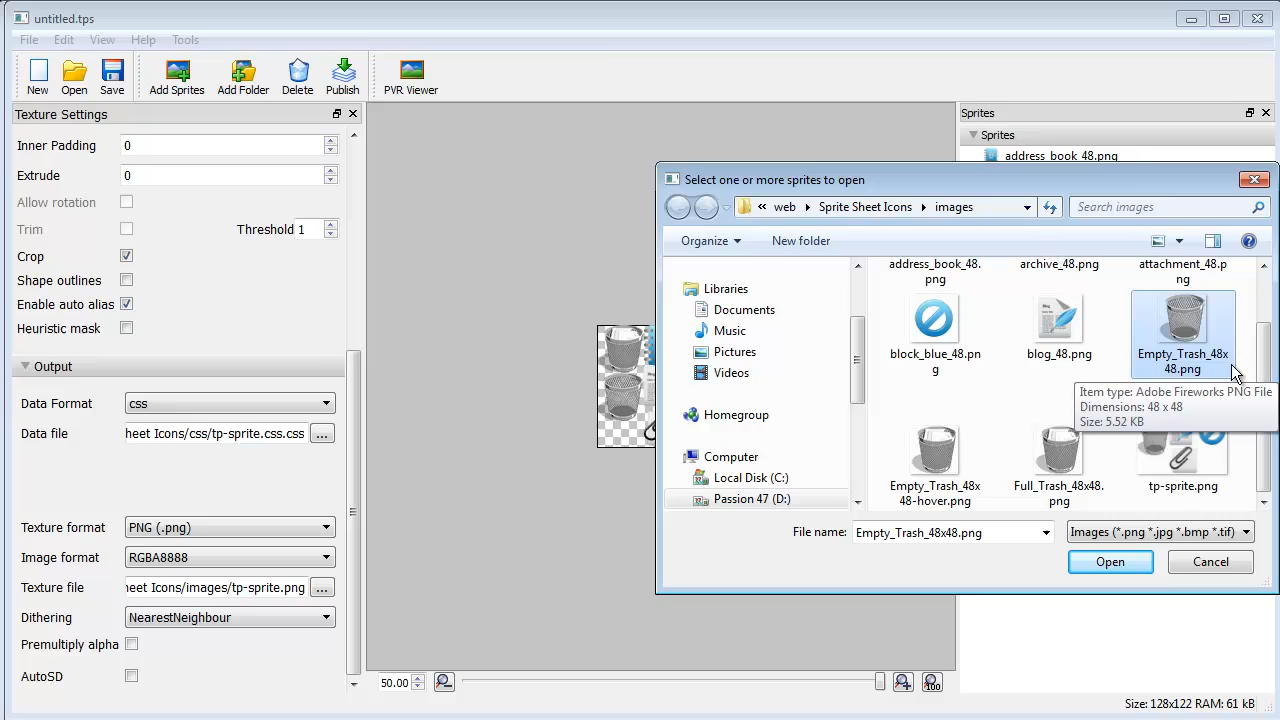 untitled.tps
File Edit View Help Tools
New Open Save Add Sprites Add Folder Delete Publish PVR Viewer
Texture Settings
Inner Padding 0
Extrude 0
Allow rotation
Trim Threshold 1
Crop
Shape outlines
Enable auto alias
Heuristic mask
Output
Data Format css
Data file heet Icons/css/tp-sprite.css.css ...
Texture format PNG (.png)
Image format RGBA8888
Texture file heet Icons/images/tp-sprite.png ...
Dithering NearestNeighbour
Premultiply alpha
AutoSD
50.00
100
Sprites
Sprites
address_book_48.png
Select one or more sprites to open
« web Sprite Sheet Icons images Search images
Organize New folder
Libraries
Documents
Music
Pictures
Videos
Homegroup
Computer
Local Disk (C:)
Passion 47 (D:)
address_book_48.
png
archive_48.png
attachment_48.p
ng
block_blue_48.pn
g
blog_48.png
Empty_Trash_48x
48.png
Item type: Adobe Fireworks PNG File
Dimensions: 48 x 48
Size: 5.52 KB
Empty_Trash_48x
48-hover.png
Full_Trash_48x48.
png
tp-sprite.png
File name: Empty_Trash_48x48.png Images (*.png *.jpg *.bmp *.tif)
Open Cancel
Size: 128x122 RAM: 61 kB